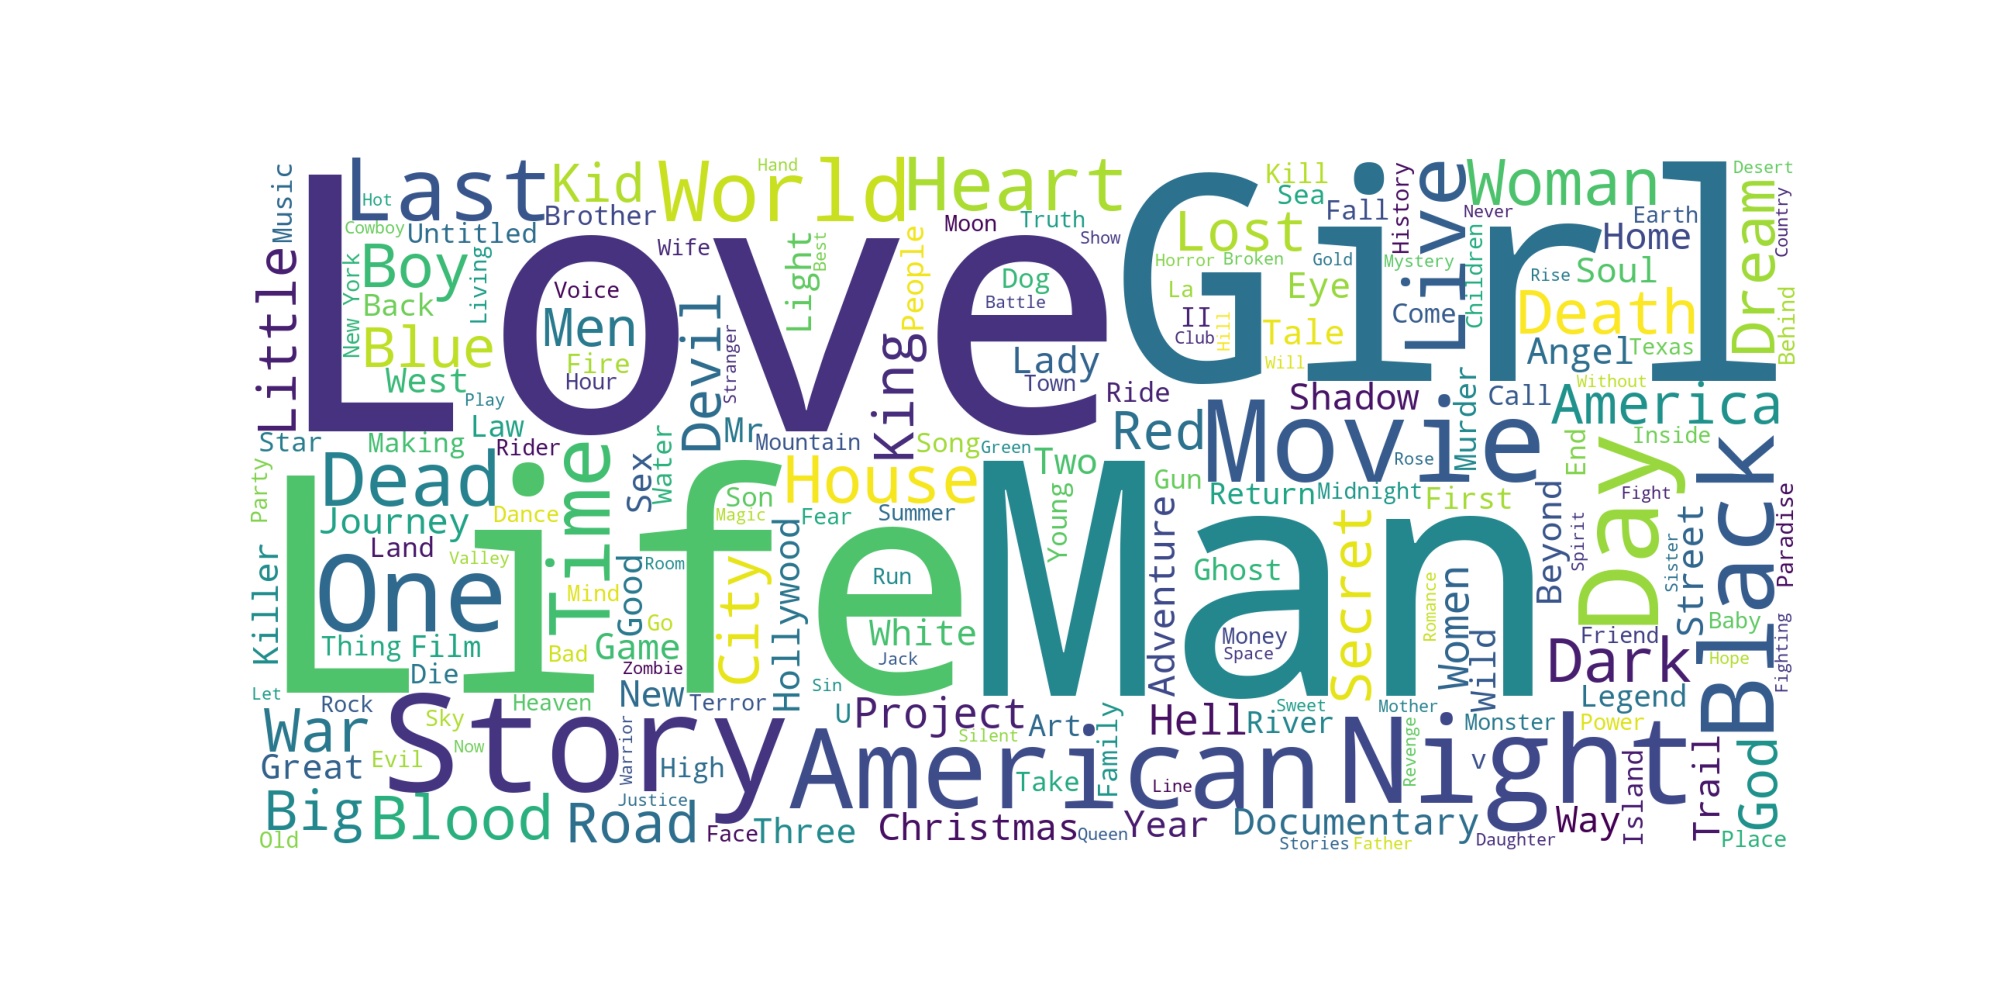 Love
Girl
Life
Man
Story
American
Night
Movie
Black
Day
One
Time
Last
World
Heart
Kid
Woman
Live
Lost
Dream
Death
Home
Soul
Little
Music
Hot
Cowboy
Untitled
Brother
Hand
Wife
Moon
Truth
Show
Kill
Sea
Fall
History
Never
Earth
Desert
Country
Boy
Back
New York
Living
Blue
West
Play
Law
Men
Voice
Fire
Hour
Devil
Stranger
Light
Best
People
King
Dog
Battle
Lady
Town
Ride
Horror
Broken
Gold
Mystery
Children
Rise
La
II
Club
Hill
Eye
Tale
Will
Come
Angel
Texas
Behind
Without
Shadow
Call
America
Star
Making
Rider
Mr
Mountain
Song
Green
Red
Rose
Murder
End
Inside
Party
Dead
Journey
Dance
Sex
Water
Son
Magic
House
Fear
Summer
Two
Young
Gun
Return
Midnight
First
Fight
Paradise
Land
Valley
Mind
Good
Room
City
Hollywood
Run
Adventure
Ghost
Secret
Beyond
Spirit
Sister
Street
Killer
Thing
Film
Die
Bad
Game
Go
Zombie
White
Jack
Money
Space
Romance
Women
Wild
Dark
Friend
Baby
Hope
Fighting
Let
Rock
Heaven
New
Terror
Sin
U
Project
Silent
Art
Family
Hell
River
Sweet
Mother
Monster
Legend
Power
War
Sky
Now
Evil
Great
Warrior
High
Take
Line
Revenge
v
Island
Trail
God
Big
Old
Blood
Road
Justice
Face
Three
Christmas
Queen
Year
Documentary
Stories
Father
Daughter
Way
Place